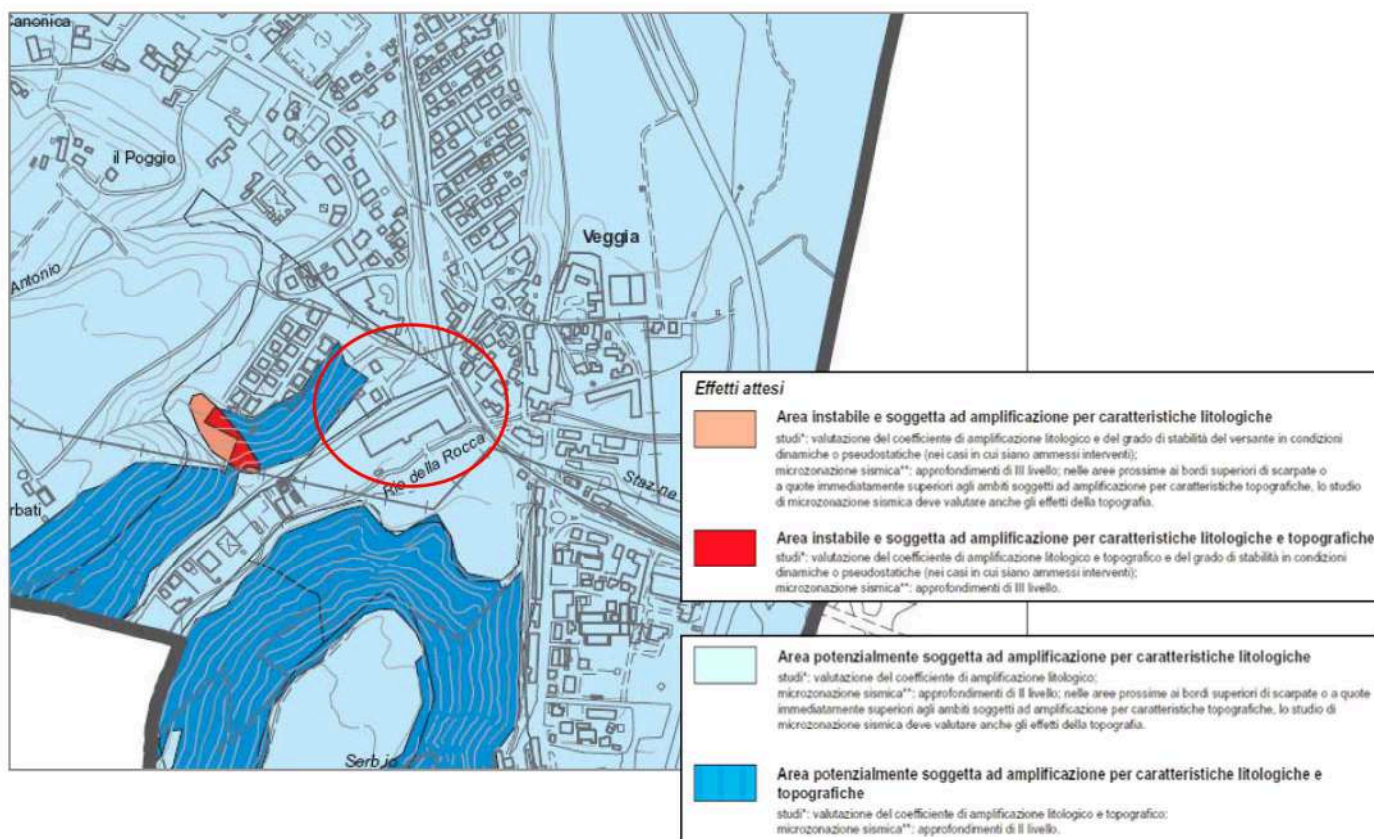 anonica
il Poggio
Antonio
Veggia
Rio della Rocca
Staz.ne
rbati
Serb.io
Effetti attesi
Area instabile e soggetta ad amplificazione per caratteristiche litologiche
studi*: valutazione del coefficiente di amplificazione litologico e del grado di stabilità del versante in condizioni
dinamiche o pseudostatiche (nei casi in cui siano ammessi interventi);
microzonazione sismica**: approfondimenti di III livello; nelle aree prossime ai bordi superiori di scarpate o
a quote immediatamente superiori agli ambiti soggetti ad amplificazione per caratteristiche topografiche, lo studio
di microzonazione sismica deve valutare anche gli effetti della topografia.
Area instabile e soggetta ad amplificazione per caratteristiche litologiche e topografiche
studi*: valutazione del coefficiente di amplificazione litologico e topografico e del grado di stabilità in condizioni
dinamiche o pseudostatiche (nei casi in cui siano ammessi interventi);
microzonazione sismica**: approfondimenti di III livello.
Area potenzialmente soggetta ad amplificazione per caratteristiche litologiche
studi*: valutazione del coefficiente di amplificazione litologico;
microzonazione sismica**: approfondimenti di II livello; nelle aree prossime ai bordi superiori di scarpate o a quote
immediatamente superiori agli ambiti soggetti ad amplificazione per caratteristiche topografiche, lo studio di
microzonazione sismica deve valutare anche gli effetti della topografia.
Area potenzialmente soggetta ad amplificazione per caratteristiche litologiche e
topografiche
studi*: valutazione del coefficiente di amplificazione litologico e topografico;
microzonazione sismica**: approfondimenti di II livello.